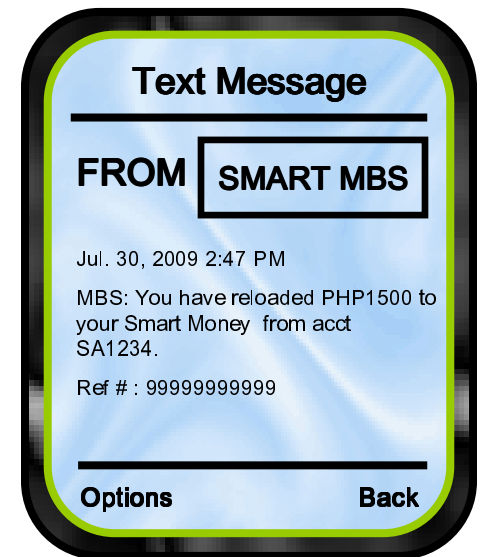 Text Message
FROM SMART MBS
Jul. 30, 2009 2:47 PM
MBS: You have reloaded PHP1500 to
your Smart Money from acct
SA1234.
Ref # : 99999999999
Options Back